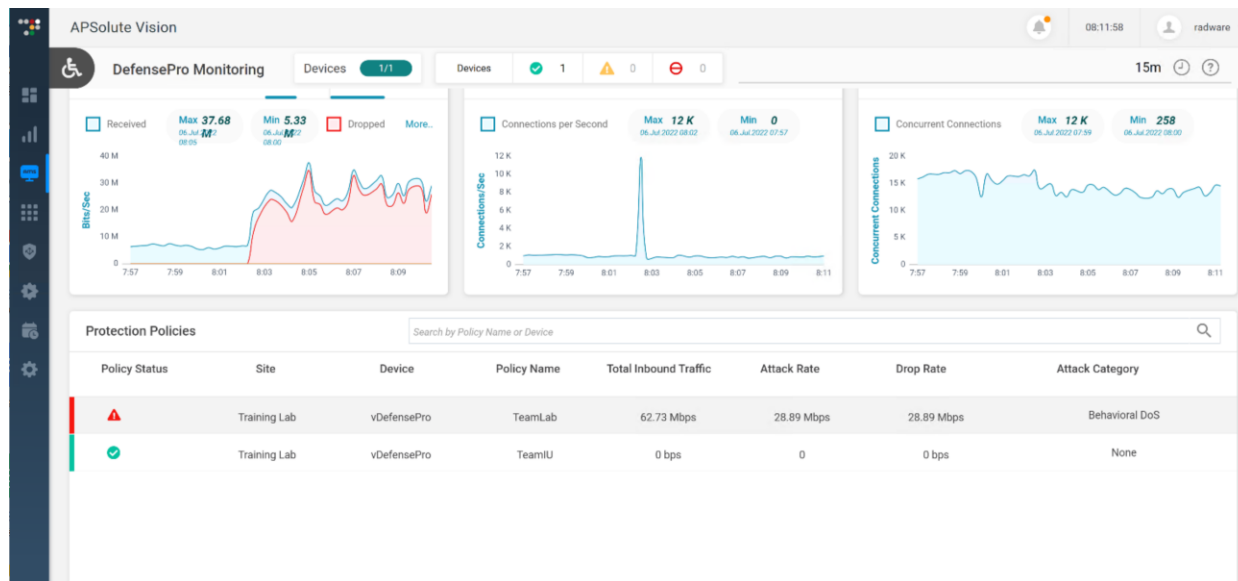 APSolute Vision
08:11:58
radware
DefensePro Monitoring
Devices 1/1
Devices 1 0 0
15m
Received
Max 37.68 M
06.Jul.2022 08:05
Min 5.33 M
08:00
Dropped
More..
40 M
30 M
20 M
10 M
0
Bits/Sec
7:57 7:59 8:01 8:03 8:05 8:07 8:09
Connections per Second
Max 12 K
06.Jul.2022 08:02
Min 0
06.Jul.2022 07:57
12 K
10 K
8 K
6 K
4 K
2 K
0
Connections/Sec
7:57 7:59 8:01 8:03 8:05 8:07 8:09 8:11
Concurrent Connections
Max 12 K
06.Jul.2022 07:59
Min 258
06.Jul.2022 08:00
20 K
15 K
10 K
5 K
0
Concurrent Connections
7:57 7:59 8:01 8:03 8:05 8:07 8:09 8:11
Protection Policies
Search by Policy Name or Device
Policy Status Site Device Policy Name Total Inbound Traffic Attack Rate Drop Rate Attack Category
Training Lab vDefensePro TeamLab 62.73 Mbps 28.89 Mbps 28.89 Mbps Behavioral DoS
Training Lab vDefensePro TeamIU 0 bps 0 0 bps None